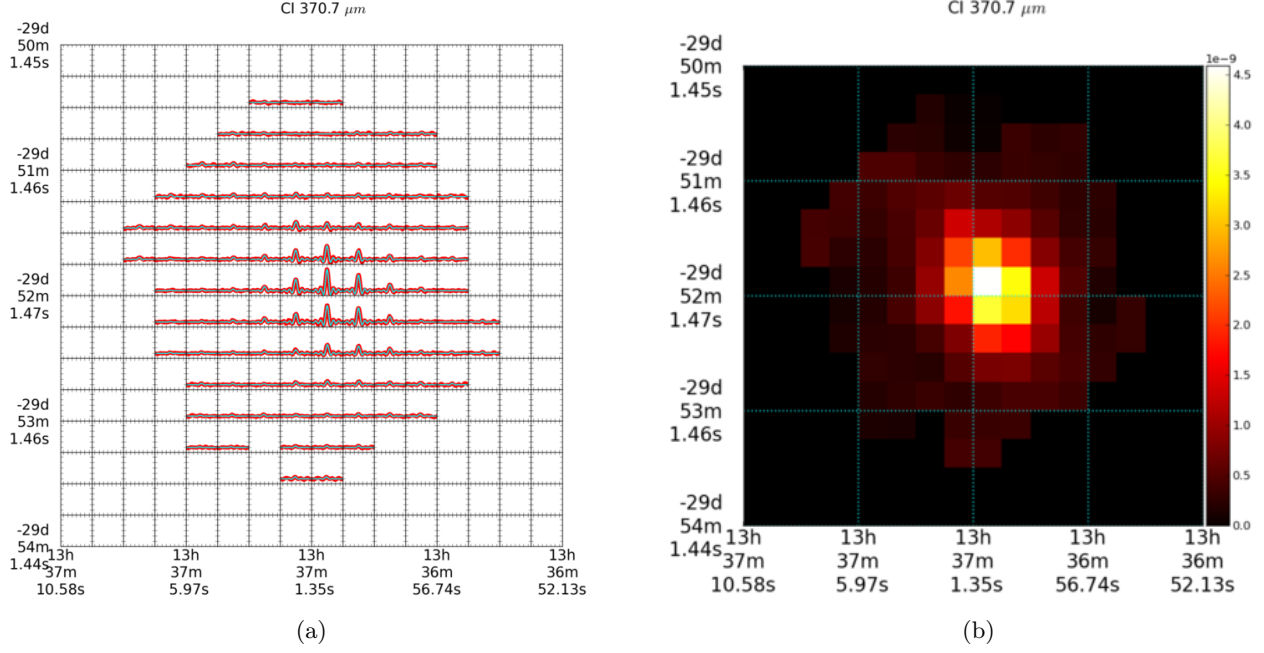 CI 370.7 μm
-29d
50m
1.45s
-29d
51m
1.46s
-29d
52m
1.47s
-29d
53m
1.46s
-29d
54m
1.44s
13h
37m
10.58s
13h
37m
5.97s
13h
37m
1.35s
13h
36m
56.74s
13h
36m
52.13s
(a)
CI 370.7 μm
-29d
50m
1.45s
-29d
51m
1.46s
-29d
52m
1.47s
-29d
53m
1.46s
-29d
54m
1.44s
13h
37m
10.58s
13h
37m
5.97s
13h
37m
1.35s
13h
36m
56.74s
13h
36m
52.13s
1e-9
4.5
4.0
3.5
3.0
2.5
2.0
1.5
1.0
0.5
0.0
(b)